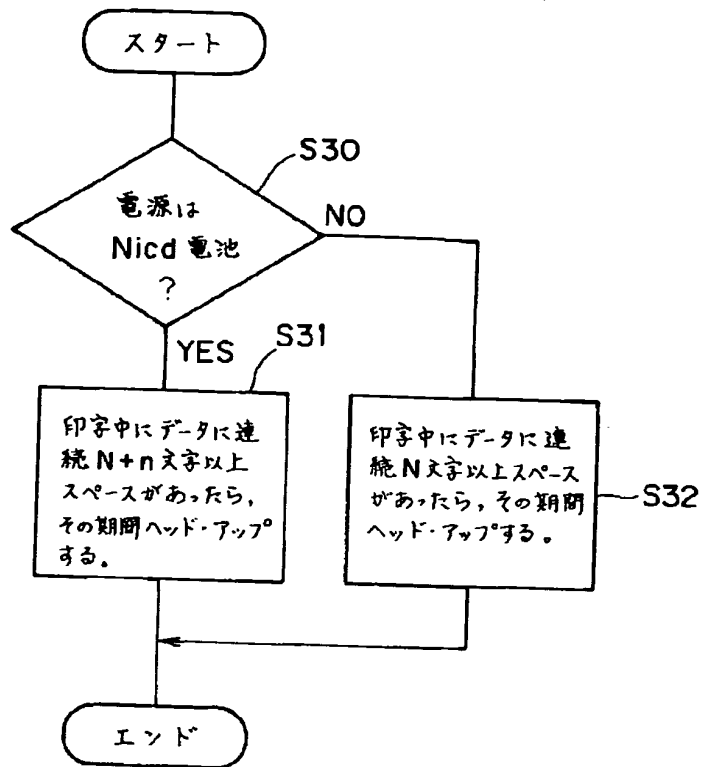 スタート
S30
電源は
Nicd 電池
?
NO
YES
S31
印字中にデータに連
続N+n文字以上
スペースがあったら,
その期間ヘッド・アップ
する。
印字中にデータに連
続N文字以上スペース
があったら,その期間
ヘッド・アップする。
S32
エンド